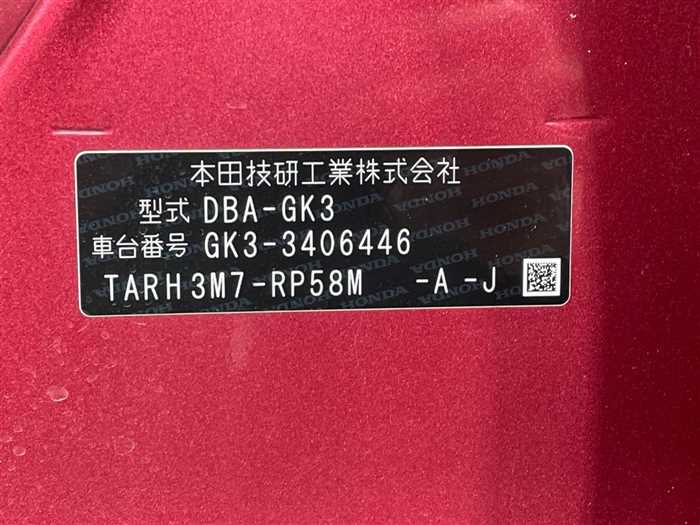 本田技研工業株式会社
型式 DBA-GK3
車台番号 GK3-3406446
TARH3M7-RP58M -A -J